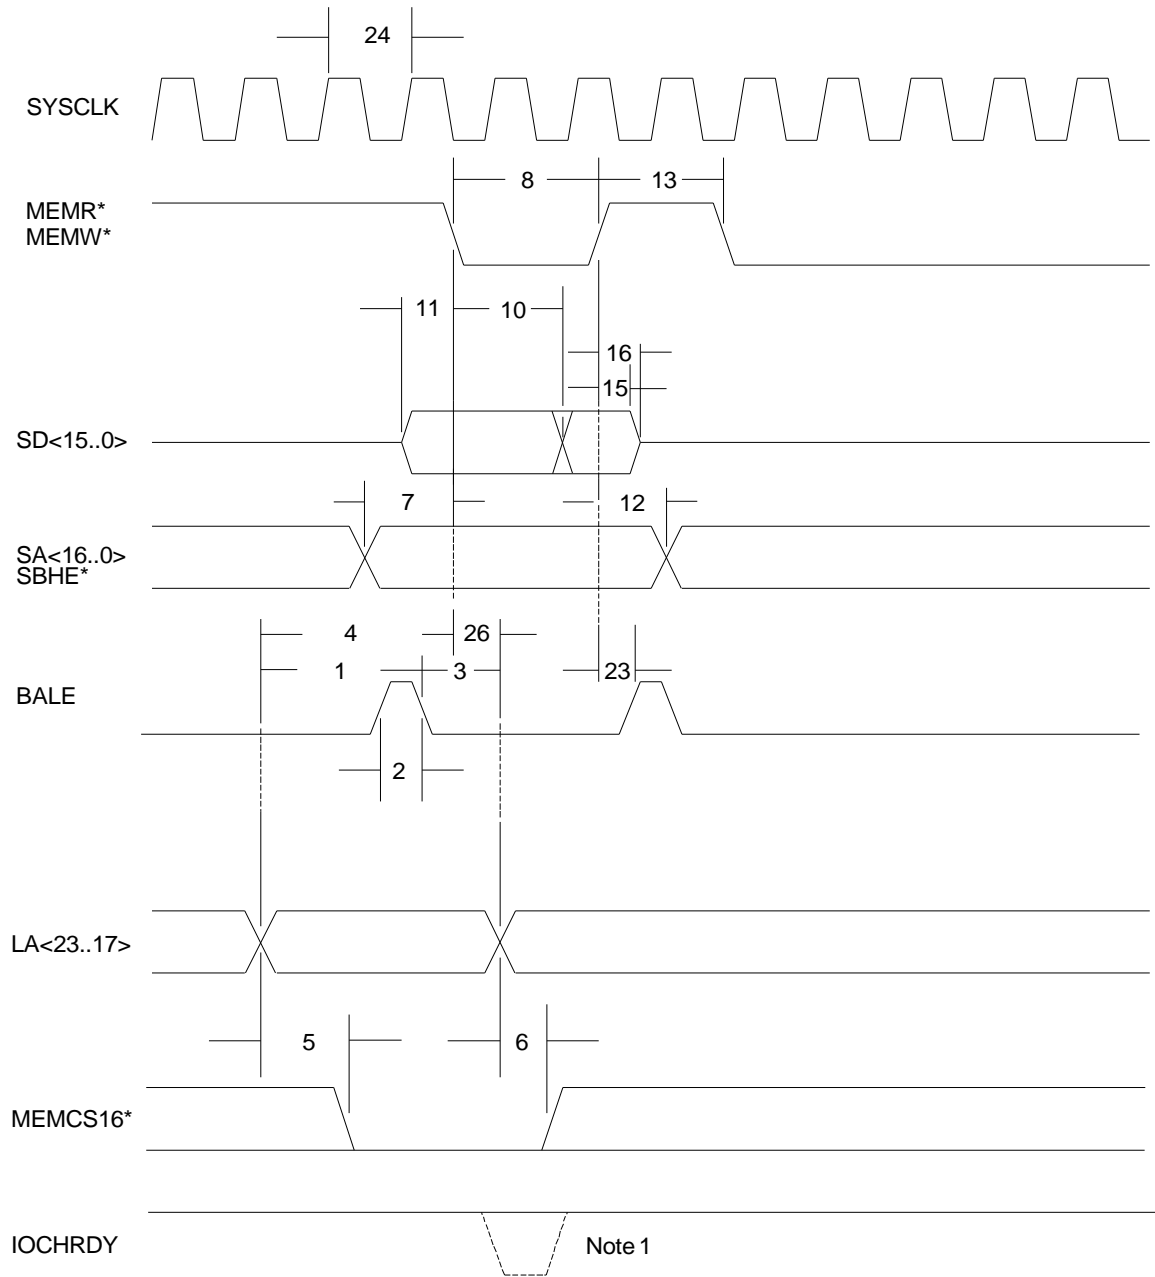 24
SYSCLK
8 13
MEMR*
MEMW*
11 10
16
15
SD<15..0>
7 12
SA<16..0>
SBHE*
4 26
1 3 23
BALE
2
LA<23..17>
5 6
MEMCS16*
IOCHRDY Note 1